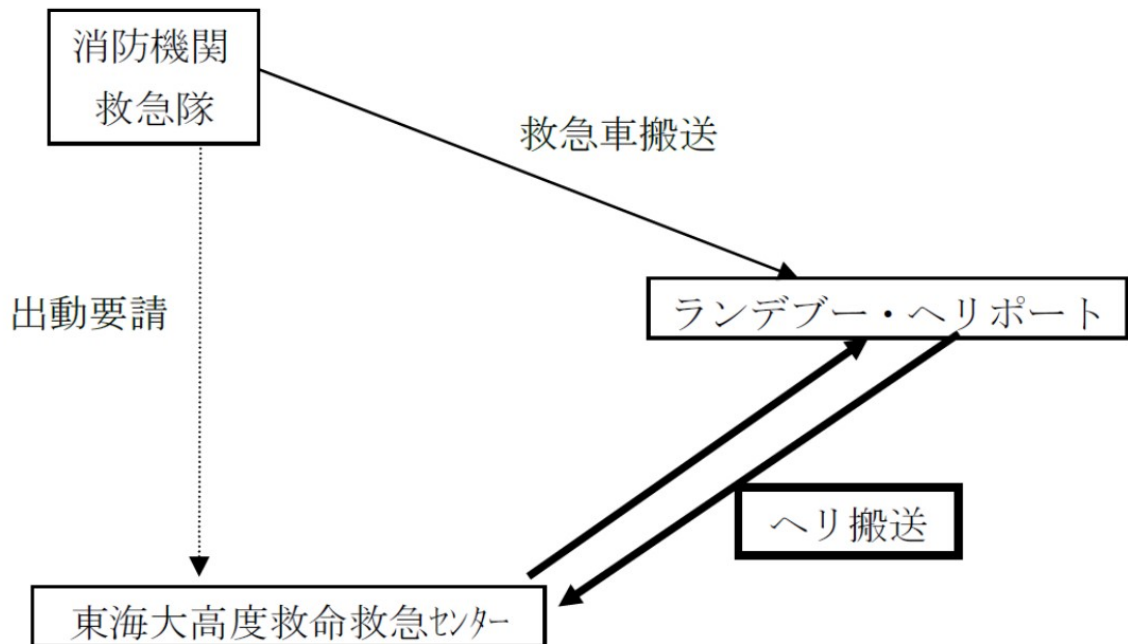 消防機関
救急隊
救急車搬送
出動要請
ランデブー・ヘリポート
ヘリ搬送
東海大高度救命救急ｾﾝﾀｰ